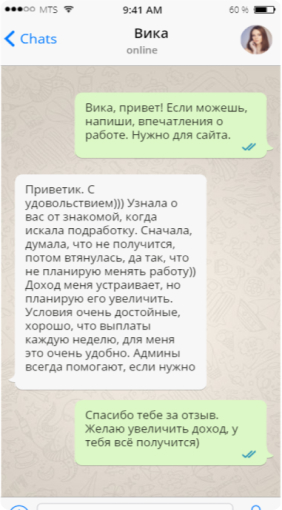 MTS 9:41 AM 60 %
Chats Вика
online
Вика, привет! Если можешь,
напиши, впечатления о
работе. Нужно для сайта.
Приветик. С
удовольствием))) Узнала о
вас от знакомой, когда
искала подработку. Сначала,
думала, что не получится,
потом втянулась, да так, что
не планирую менять работу))
Доход меня устраивает, но
планирую его увеличить.
Условия очень достойные,
хорошо, что выплаты
каждую неделю, для меня
это очень удобно. Админы
всегда помогают, если нужно
Спасибо тебе за отзыв.
Желаю увеличить доход, у
тебя всё получится)